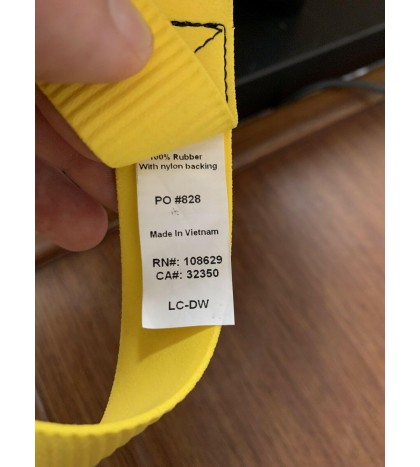 100% Rubber
With nylon backing
PO #828
Made In Vietnam
RN#: 108629
CA#: 32350
LC-DW